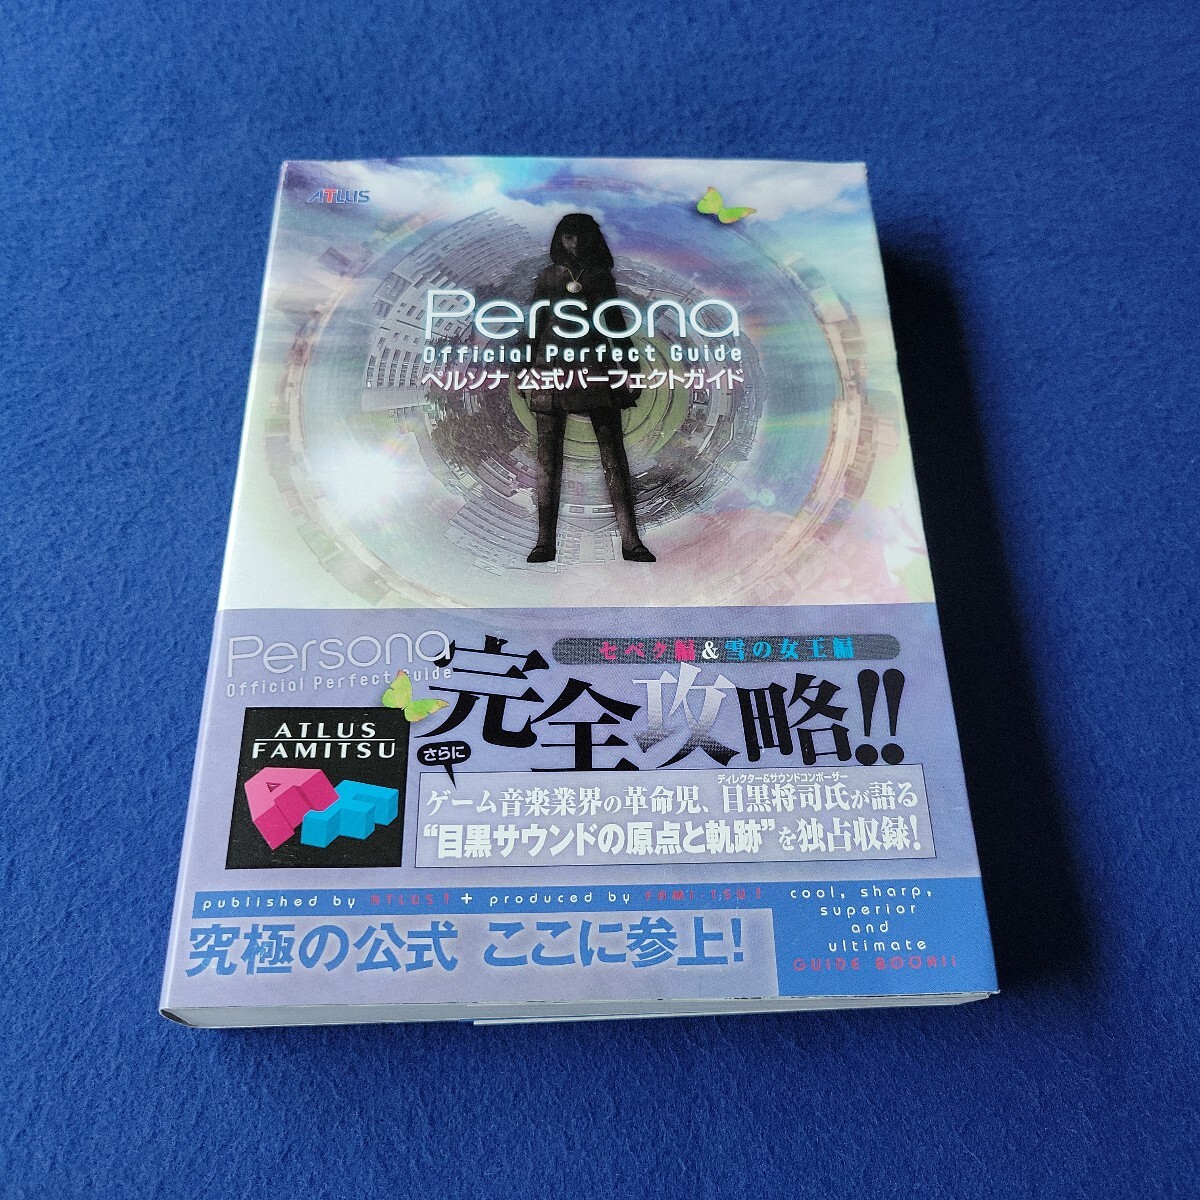 ATLUS
Persona
Official Perfect Guide
ペルソナ 公式パーフェクトガイド
Persona
Official Perfect Guide
セベク編&雪の女王編
完全攻略!!
ATLUS
FAMITSU
AF
さらに
ディレクター&サウンドコンポーザー
ゲーム音楽業界の革命児、目黒将司氏が語る
“目黒サウンドの原点と軌跡”を独占収録!
published by ATLUS! + produced by FAMI-TSU!
cool, sharp,
superior
and
ultimate
GUIDE BOOK!!
究極の公式 ここに参上!